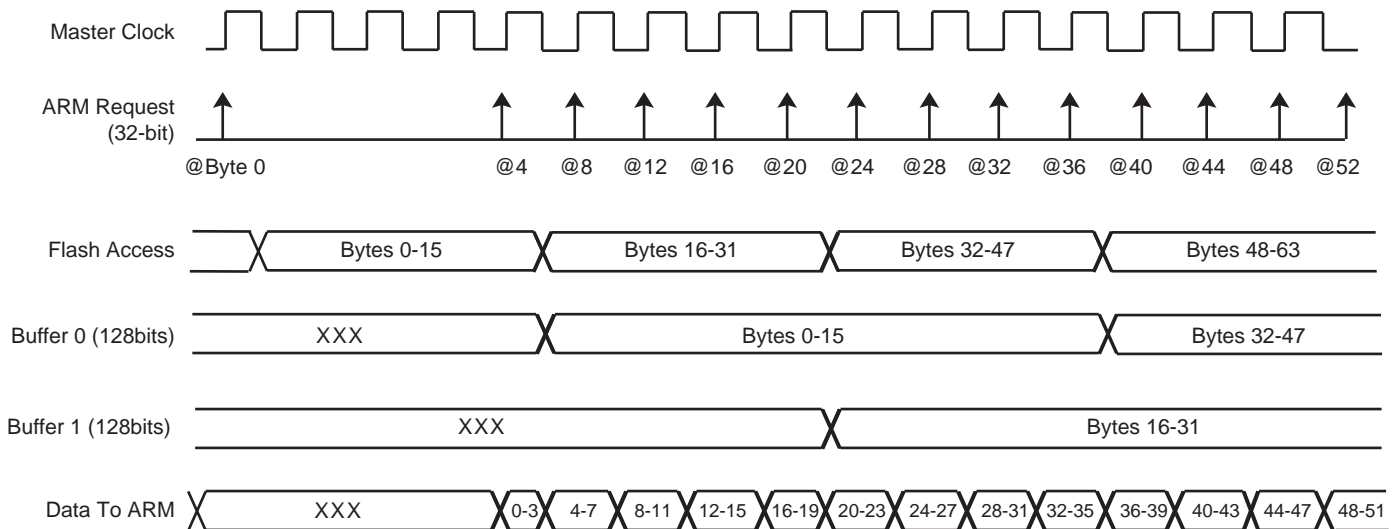 Master Clock
ARM Request
(32-bit)
@Byte 0 @4 @8 @12 @16 @20 @24 @28 @32 @36 @40 @44 @48 @52
Flash Access Bytes 0-15 Bytes 16-31 Bytes 32-47 Bytes 48-63
Buffer 0 (128bits) XXX Bytes 0-15 Bytes 32-47
Buffer 1 (128bits) XXX Bytes 16-31
Data To ARM XXX 0-3 4-7 8-11 12-15 16-19 20-23 24-27 28-31 32-35 36-39 40-43 44-47 48-51